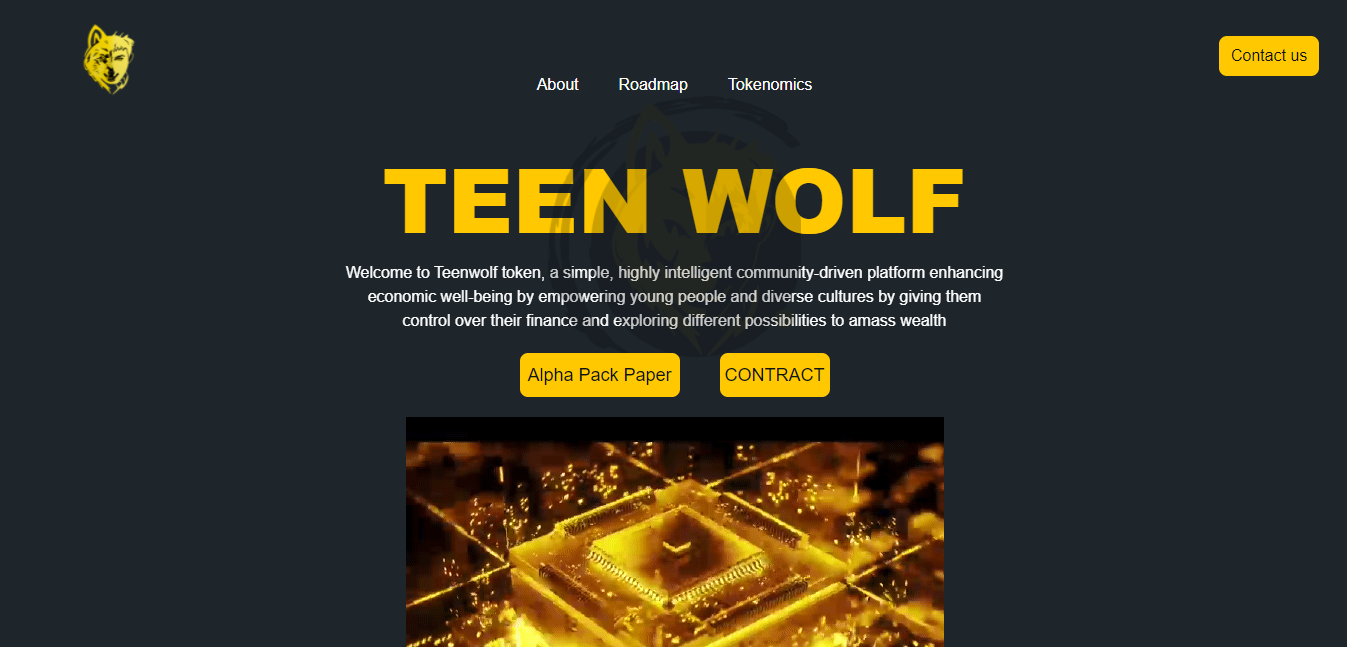 Contact us
About Roadmap Tokenomics
TEEN WOLF
Welcome to Teenwolf token, a simple, highly intelligent community-driven platform enhancing
economic well-being by empowering young people and diverse cultures by giving them
control over their finance and exploring different possibilities to amass wealth
Alpha Pack Paper CONTRACT